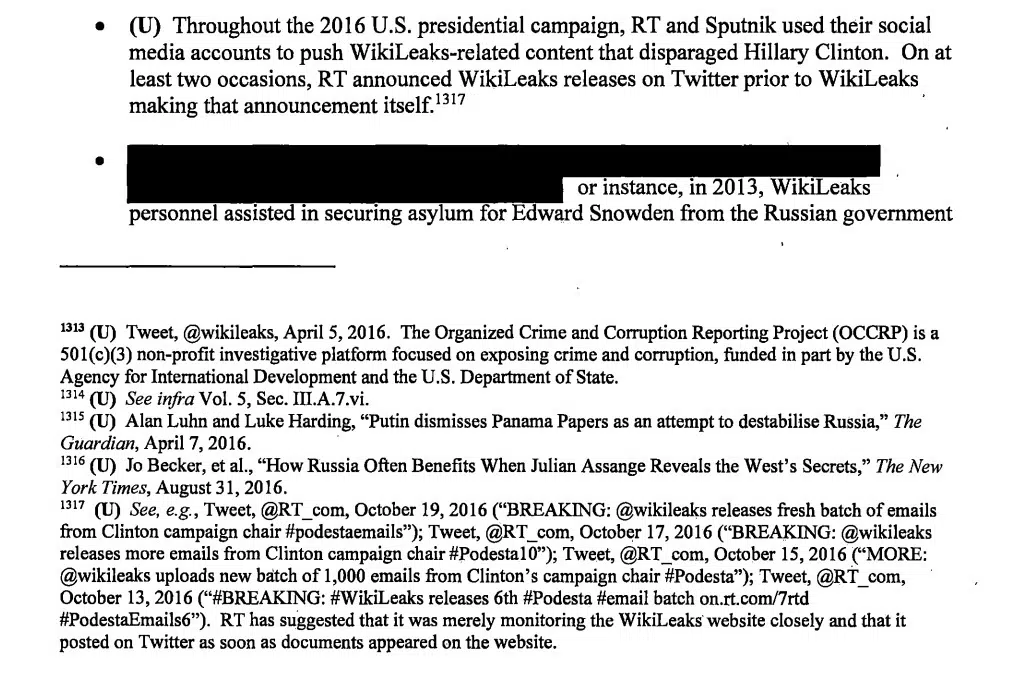 • (U) Throughout the 2016 U.S. presidential campaign, RT and Sputnik used their social
media accounts to push WikiLeaks-related content that disparaged Hillary Clinton. On at
least two occasions, RT announced WikiLeaks releases on Twitter prior to WikiLeaks
making that announcement itself.1317
• or instance, in 2013, WikiLeaks
personnel assisted in securing asylum for Edward Snowden from the Russian government
1313 (U) Tweet, @wikileaks, April 5, 2016. The Organized Crime and Corruption Reporting Project (OCCRP) is a
501(c)(3) non-profit investigative platform focused on exposing crime and corruption, funded in part by the U.S.
Agency for International Development and the U.S. Department of State.
1314 (U) See infra Vol. 5, Sec. III.A.7.vi.
1315 (U) Alan Luhn and Luke Harding, “Putin dismisses Panama Papers as an attempt to destabilise Russia,” The
Guardian, April 7, 2016.
1316 (U) Jo Becker, et al., “How Russia Often Benefits When Julian Assange Reveals the West’s Secrets,” The New
York Times, August 31, 2016.
1317 (U) See, e.g., Tweet, @RT_com, October 19, 2016 (“BREAKING: @wikileaks releases fresh batch of emails
from Clinton campaign chair #podestaemails”); Tweet, @RT_com, October 17, 2016 (“BREAKING: @wikileaks
releases more emails from Clinton campaign chair #Podesta10”); Tweet, @RT_com, October 15, 2016 (“MORE:
@wikileaks uploads new batch of 1,000 emails from Clinton’s campaign chair #Podesta”); Tweet, @RT_com,
October 13, 2016 (“#BREAKING: #WikiLeaks releases 6th #Podesta #email batch on.rt.com/7rtd
#PodestaEmails6”). RT has suggested that it was merely monitoring the WikiLeaks website closely and that it
posted on Twitter as soon as documents appeared on the website.